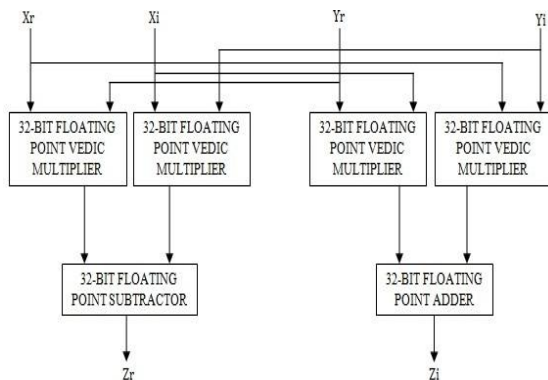 Xr Xi Yr Yi
32-BIT FLOATING
POINT VEDIC
MULTIPLIER
32-BIT FLOATING
POINT VEDIC
MULTIPLIER
32-BIT FLOATING
POINT VEDIC
MULTIPLIER
32-BIT FLOATING
POINT VEDIC
MULTIPLIER
32-BIT FLOATING
POINT SUBTRACTOR
32-BIT FLOATING
POINT ADDER
Zr Zi